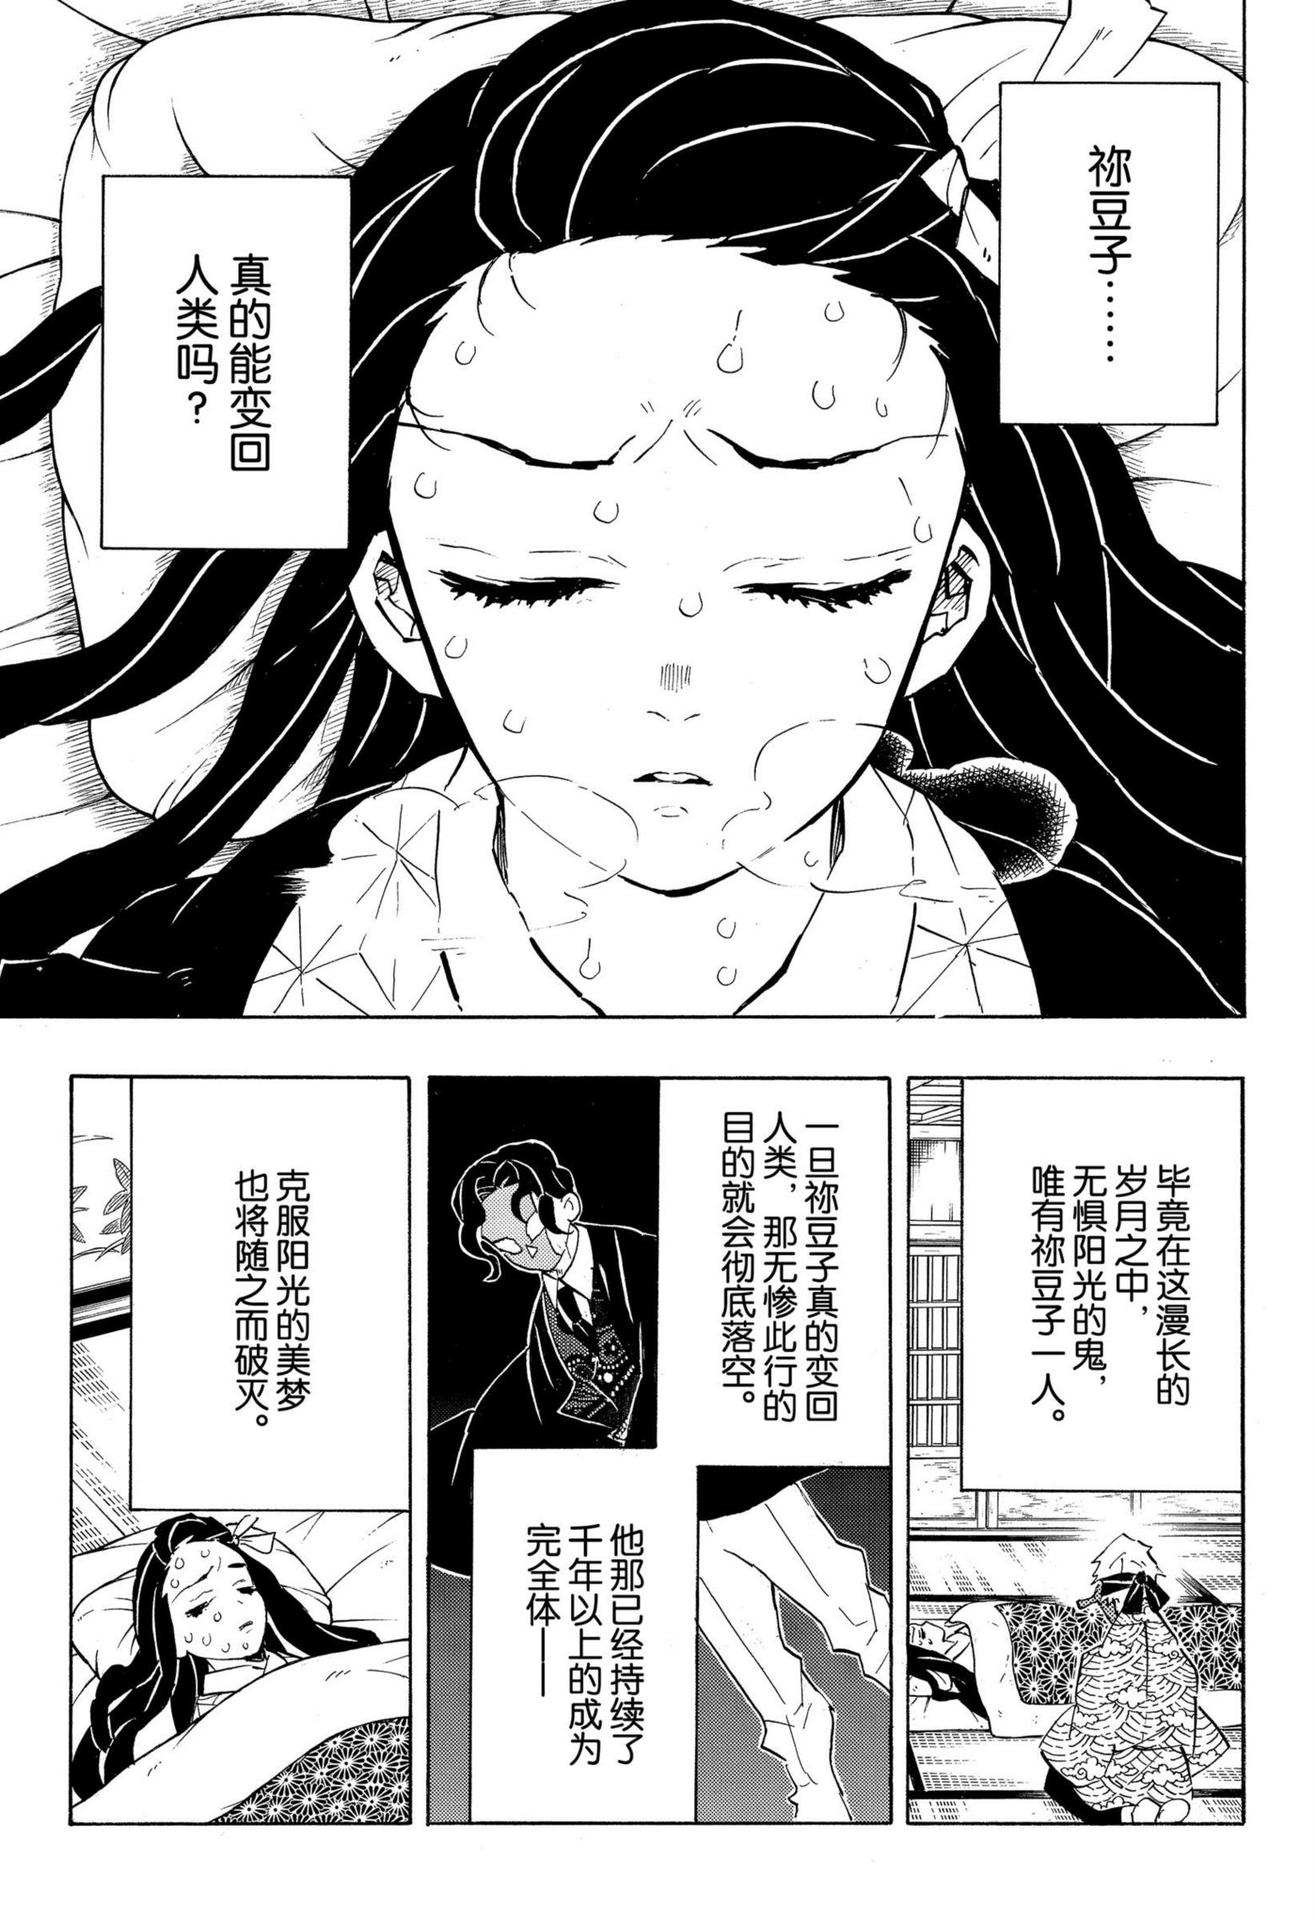 祢豆子……
真的能变回
人类吗？
毕竟在这漫长的
岁月之中，
无惧阳光的鬼，
唯有祢豆子一人。
一旦祢豆子真的变回
人类，那无惨此行的
目的就会彻底落空。
他那已经持续了
千年以上的成为
完全体——
克服阳光的美梦
也将随之而破灭。